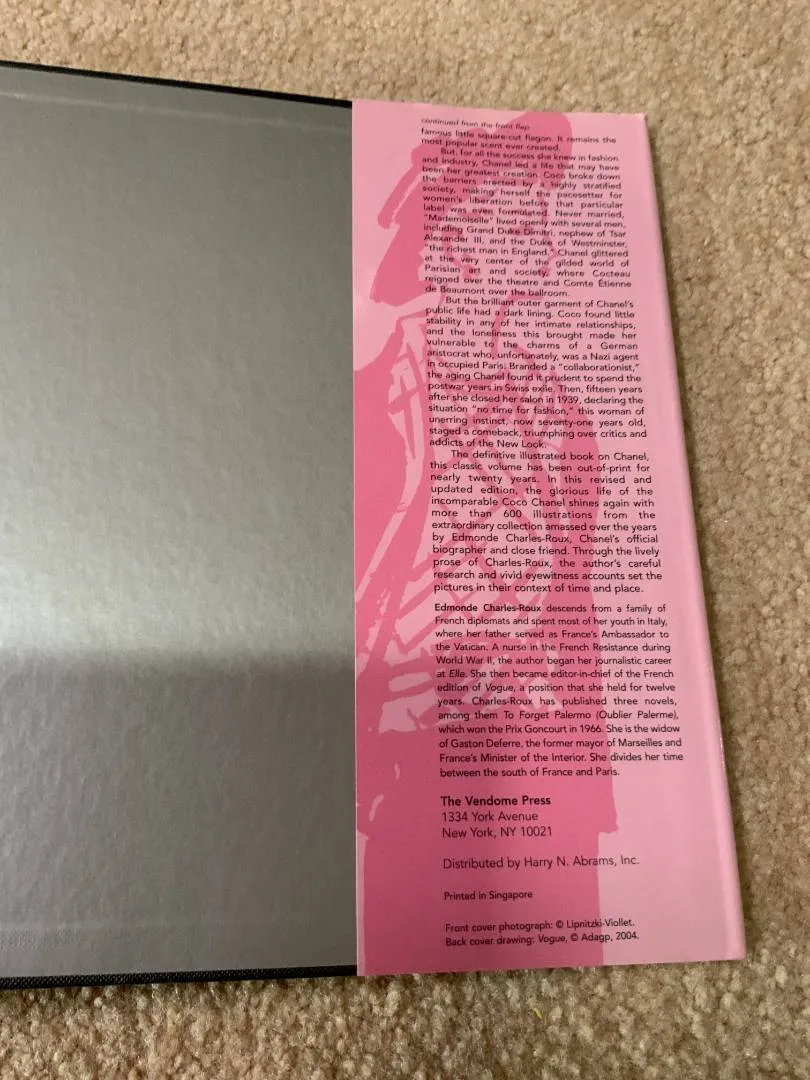 continued from the front flap
famous little square-cut flagon. It remains the
most popular scent ever created.
But, for all the success she knew in fashion
and industry, Chanel led a life that may have
been her greatest creation. Coco broke down
the barriers erected by a highly stratified
society, making herself the pacesetter for
women's liberation before that particular
label was even formulated. Never married,
"Mademoiselle" lived openly with several men,
including Grand Duke Dimitri, nephew of Tsar
Alexander III, and the Duke of Westminster,
"the richest man in England." Chanel glittered
at the very center of the gilded world of
Parisian art and society, where Cocteau
reigned over the theatre and Comte Étienne
de Beaumont over the ballroom.
But the brilliant outer garment of Chanel's
public life had a dark lining. Coco found little
stability in any of her intimate relationships,
and the loneliness this brought made her
vulnerable to the charms of a German
aristocrat who, unfortunately, was a Nazi agent
in occupied Paris. Branded a "collaborationist,"
the aging Chanel found it prudent to spend the
postwar years in Swiss exile. Then, fifteen years
after she closed her salon in 1939, declaring the
situation "no time for fashion," this woman of
unerring instinct, now seventy-one years old,
staged a comeback, triumphing over critics and
addicts of the New Look.
The definitive illustrated book on Chanel,
this classic volume has been out-of-print for
nearly twenty years. In this revised and
updated edition, the glorious life of the
incomparable Coco Chanel shines again with
more than 600 illustrations from the
extraordinary collection amassed over the years
by Edmonde Charles-Roux, Chanel's official
biographer and close friend. Through the lively
prose of Charles-Roux, the author's careful
research and vivid eyewitness accounts set the
pictures in their context of time and place.
Edmonde Charles-Roux descends from a family of
French diplomats and spent most of her youth in Italy,
where her father served as France's Ambassador to
the Vatican. A nurse in the French Resistance during
World War II, the author began her journalistic career
at Elle. She then became editor-in-chief of the French
edition of Vogue, a position that she held for twelve
years. Charles-Roux has published three novels,
among them To Forget Palermo (Oublier Palerme),
which won the Prix Goncourt in 1966. She is the widow
of Gaston Deferre, the former mayor of Marseilles and
France's Minister of the Interior. She divides her time
between the south of France and Paris.
The Vendome Press
1334 York Avenue
New York, NY 10021
Distributed by Harry N. Abrams, Inc.
Printed in Singapore
Front cover photograph: © Lipnitzki-Viollet.
Back cover drawing: Vogue, © Adagp, 2004.